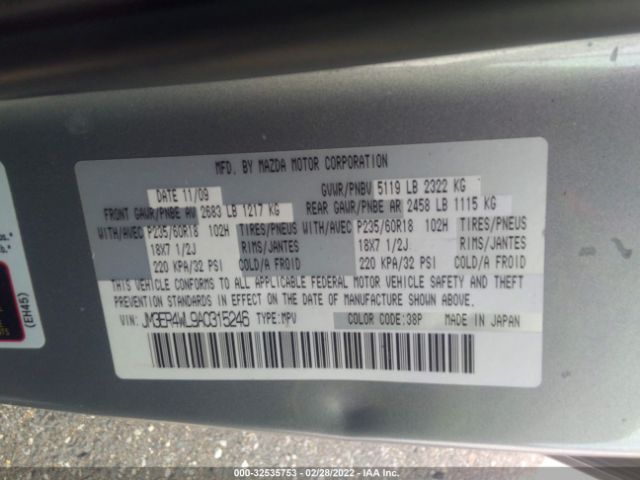 MFD. BY MAZDA MOTOR CORPORATION
DATE 11/09 GVWR/PNBV 5119 LB 2322 KG
FRONT GAWR/PNBE AV 2683 LB 1217 KG REAR GAWR/PNBE AR 2458 LB 1115 KG
WITH/AVEC P235/60R18 102H TIRES/PNEUS WITH/AVEC P235/60R18 102H TIRES/PNEUS
18X7 1/2J RIMS/JANTES 18X7 1/2J RIMS/JANTES
220 KPA/32 PSI COLD/A FROID 220 KPA/32 PSI COLD/A FROID
THIS VEHICLE CONFORMS TO ALL APPLICABLE FEDERAL MOTOR VEHICLE SAFETY AND THEFT
PREVENTION STANDARDS IN EFFECT ON THE DATE OF MANUFACTURE SHOWN ABOVE.
VIN: JM3ER4WL9A0315246 TYPE:MPV COLOR CODE:38P MADE IN JAPAN
(EH45)
000-32535753 - 02/28/2022 - IAA Inc.